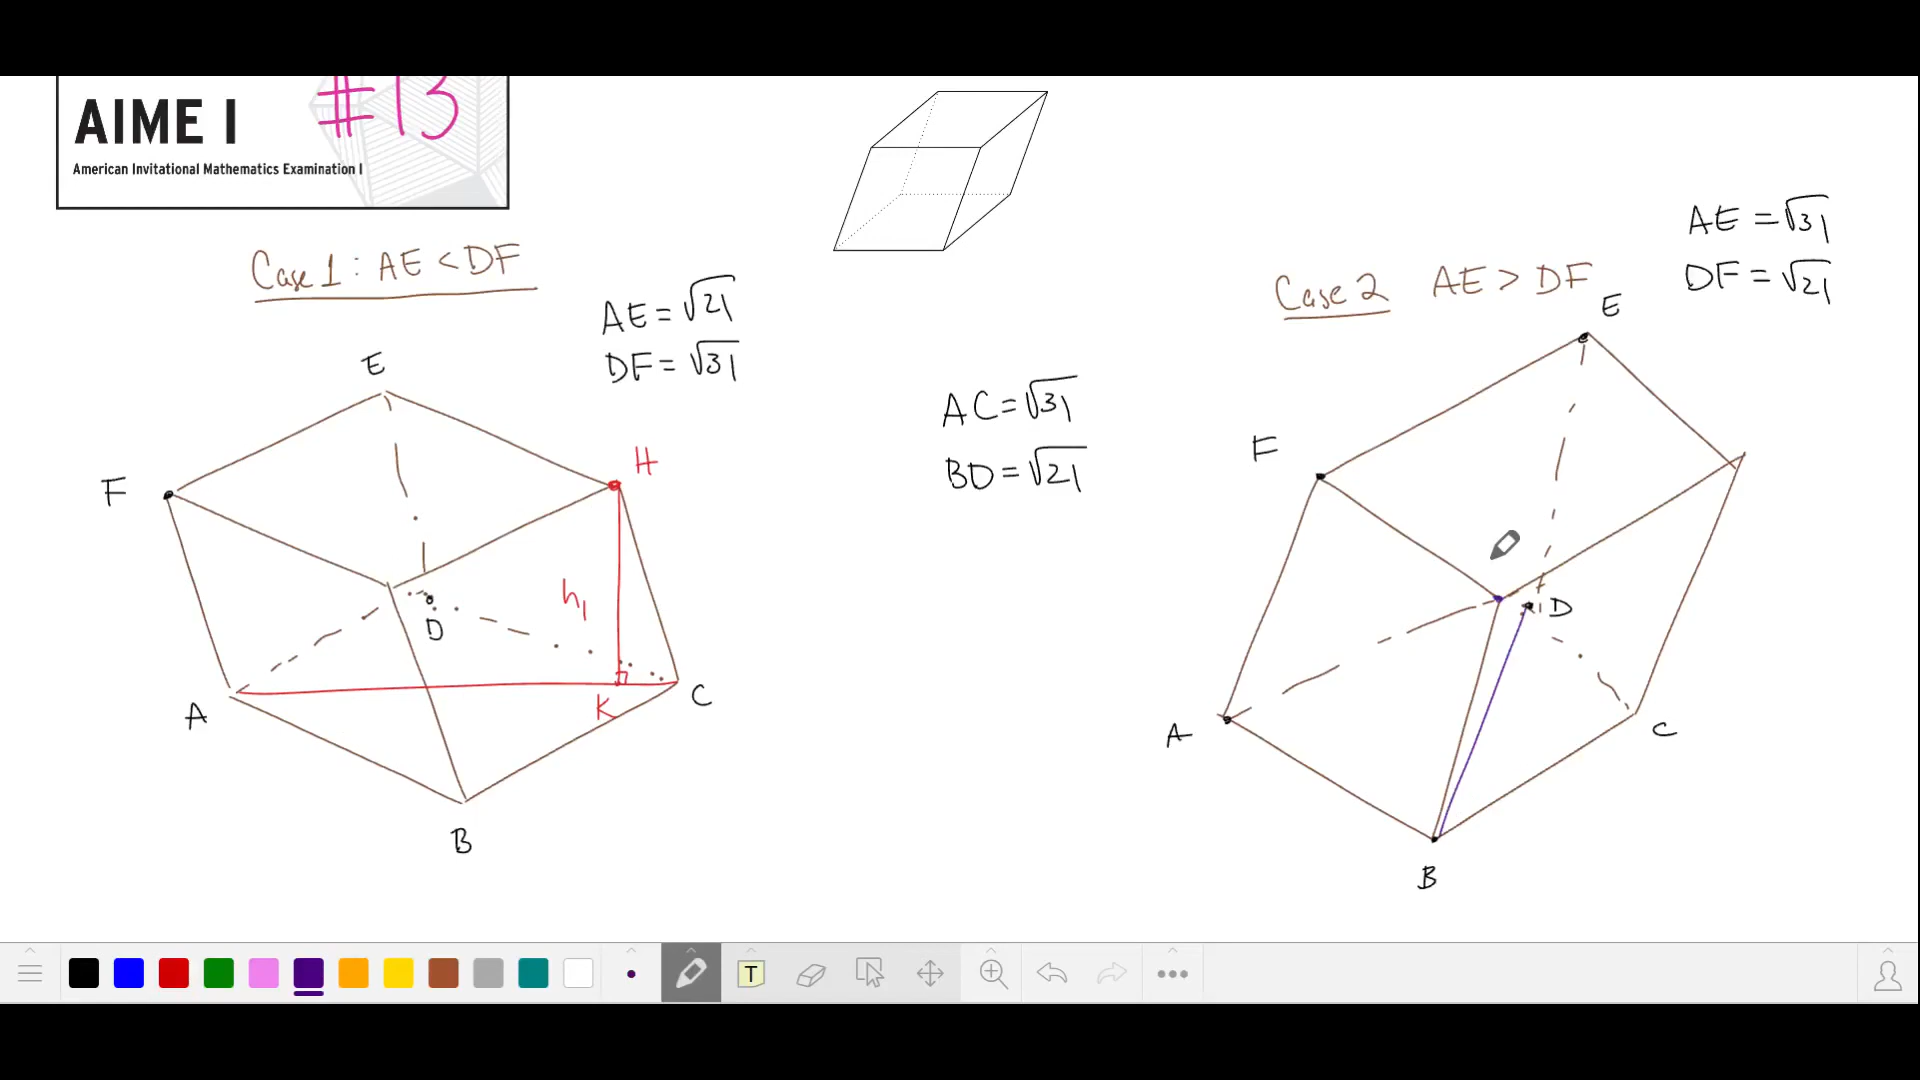 AIME I #13
American Invitational Mathematics Examination I
Case 1: AE < DF
AE = √21
DF = √31
E
F
H
h₁
D
A
K
C
B
AC = √31
BD = √21
Case 2 AE > DF
AE = √31
DF = √21
E
F
D
A
C
B
T